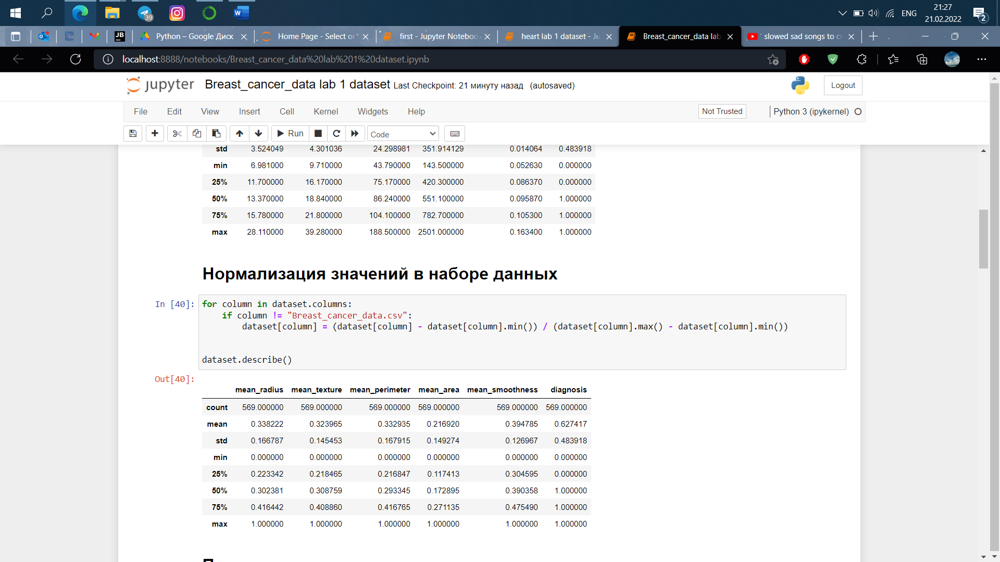 39
W
ENG
21:27
21.02.2022
2
JB
Python – Google Диск
Home Page - Select or
first - Jupyter Noteboo
heart lab 1 dataset - Ju
Breast_cancer_data lab
slowed sad songs to cr
localhost:8888/notebooks/Breast_cancer_data%20lab%201%20dataset.ipynb
jupyter Breast_cancer_data lab 1 dataset Last Checkpoint: 21 минуту назад (autosaved)
Logout
File Edit View Insert Cell Kernel Widgets Help
Not Trusted
Python 3 (ipykernel)
Run
Code
std 3.524049 4.301036 24.298981 351.914129 0.014064 0.483918
min 6.981000 9.710000 43.790000 143.500000 0.052630 0.000000
25% 11.700000 16.170000 75.170000 420.300000 0.086370 0.000000
50% 13.370000 18.840000 86.240000 551.100000 0.095870 1.000000
75% 15.780000 21.800000 104.100000 782.700000 0.105300 1.000000
max 28.110000 39.280000 188.500000 2501.000000 0.163400 1.000000
Нормализация значений в наборе данных
In [40]: for column in dataset.columns:
if column != "Breast_cancer_data.csv":
dataset[column] = (dataset[column] - dataset[column].min()) / (dataset[column].max() - dataset[column].min())
dataset.describe()
Out[40]:
mean_radius mean_texture mean_perimeter mean_area mean_smoothness diagnosis
count 569.000000 569.000000 569.000000 569.000000 569.000000 569.000000
mean 0.338222 0.323965 0.332935 0.216920 0.394785 0.627417
std 0.166787 0.145453 0.167915 0.149274 0.126967 0.483918
min 0.000000 0.000000 0.000000 0.000000 0.000000 0.000000
25% 0.223342 0.218465 0.216847 0.117413 0.304595 0.000000
50% 0.302381 0.308759 0.293345 0.172895 0.390358 1.000000
75% 0.416442 0.408860 0.416765 0.271135 0.475490 1.000000
max 1.000000 1.000000 1.000000 1.000000 1.000000 1.000000